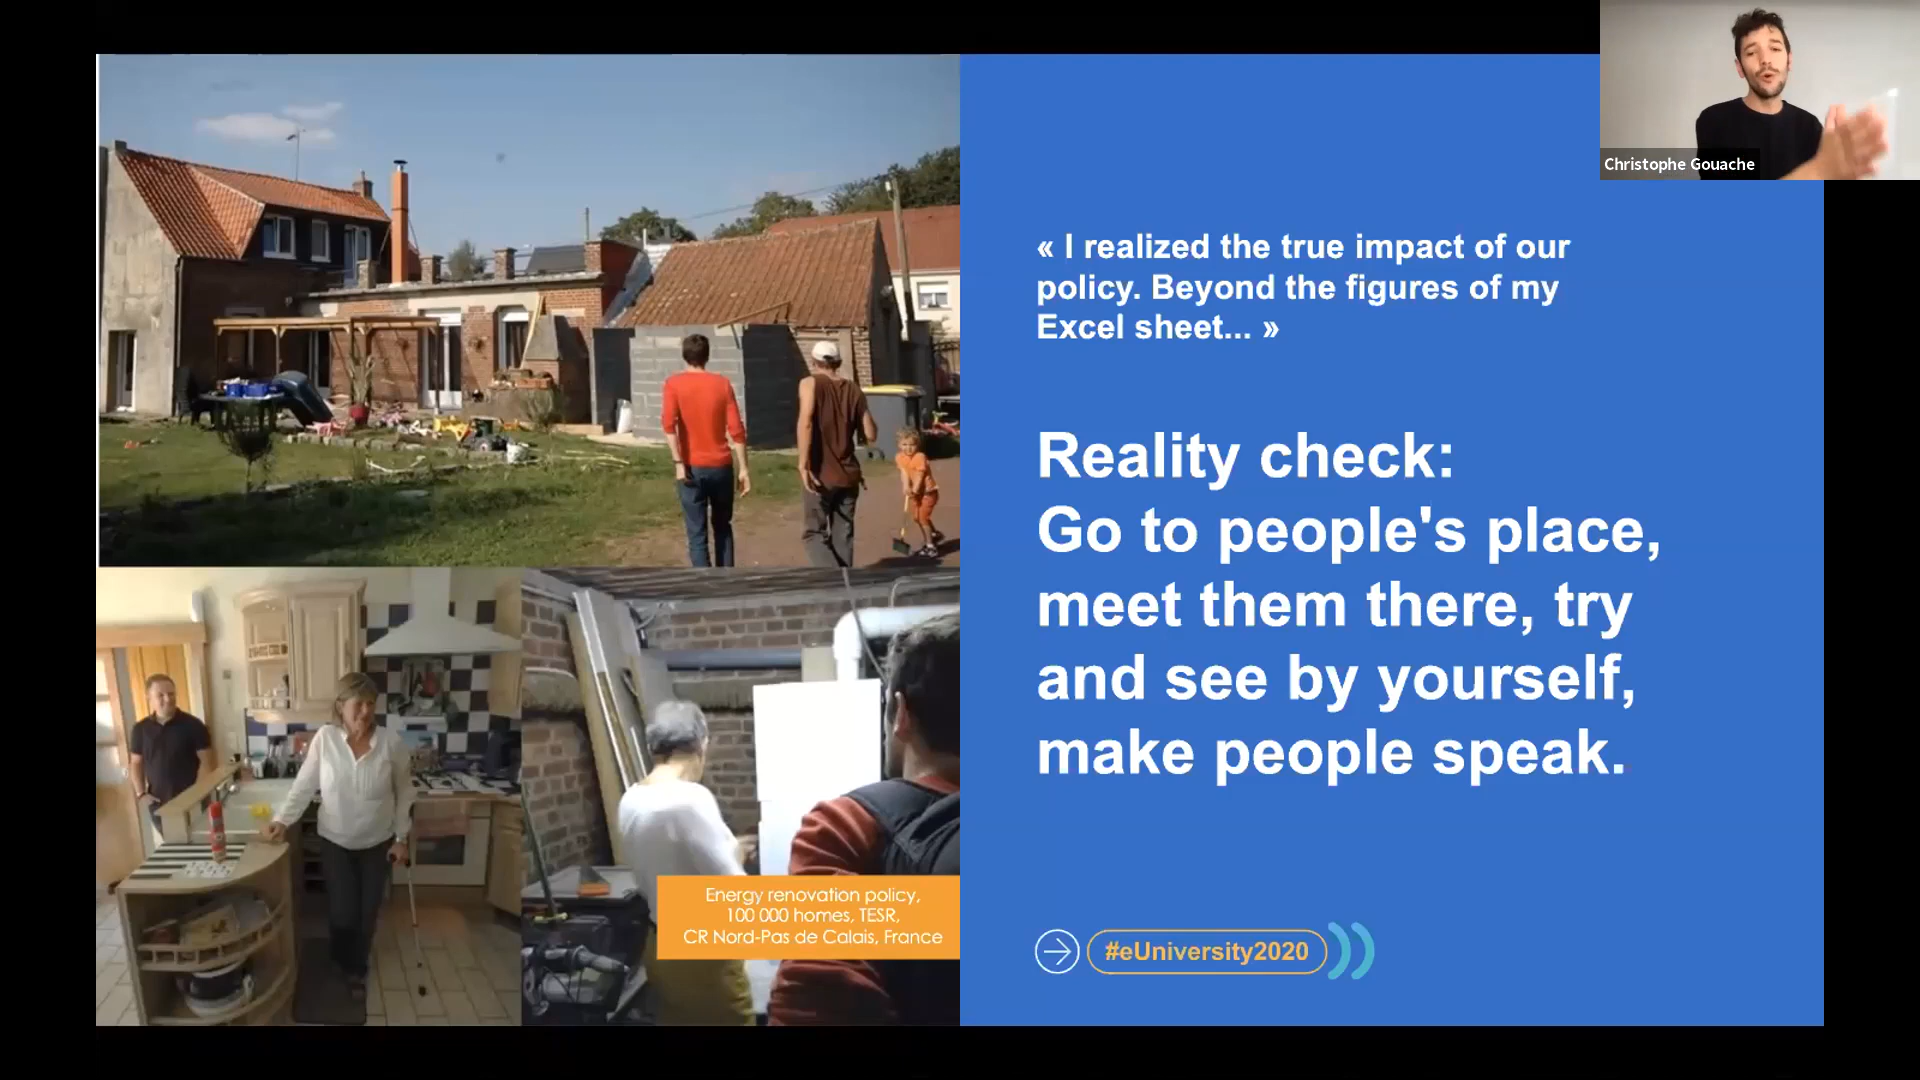 Christophe Gouache
« I realized the true impact of our
policy. Beyond the figures of my
Excel sheet... »
Reality check:
Go to people's place,
meet them there, try
and see by yourself,
make people speak.
Energy renovation policy,
100 000 homes, TESR,
CR Nord-Pas de Calais, France
#eUniversity2020